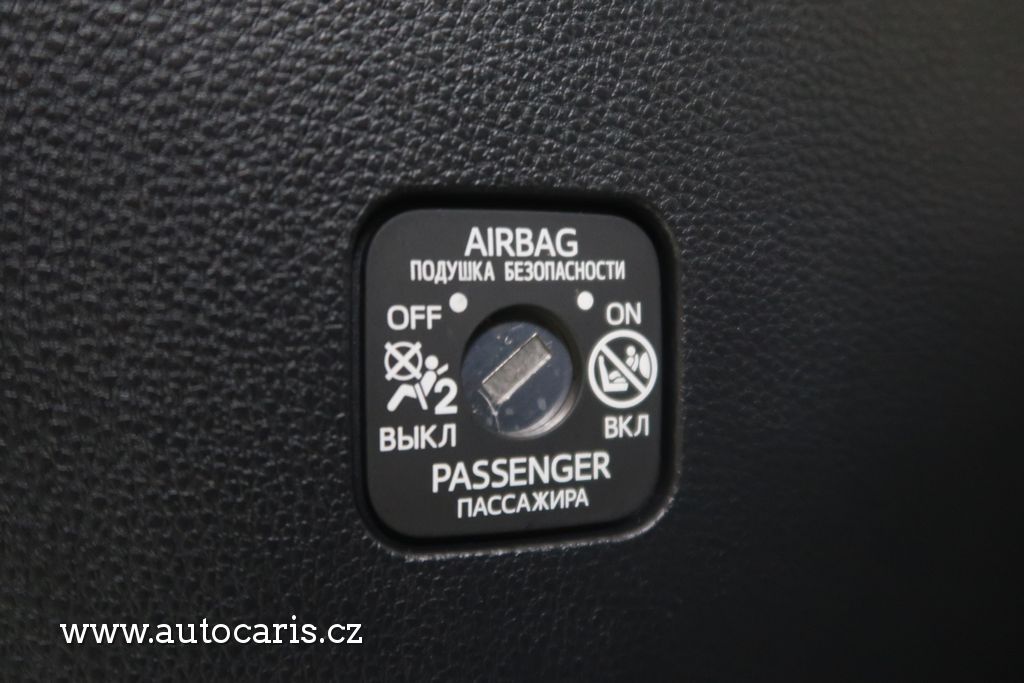 AIRBAG
ПОДУШКА БЕЗОПАСНОСТИ
OFF
ON
2
ВЫКЛ
ВКЛ
PASSENGER
ПАССАЖИРА
www.autocaris.cz